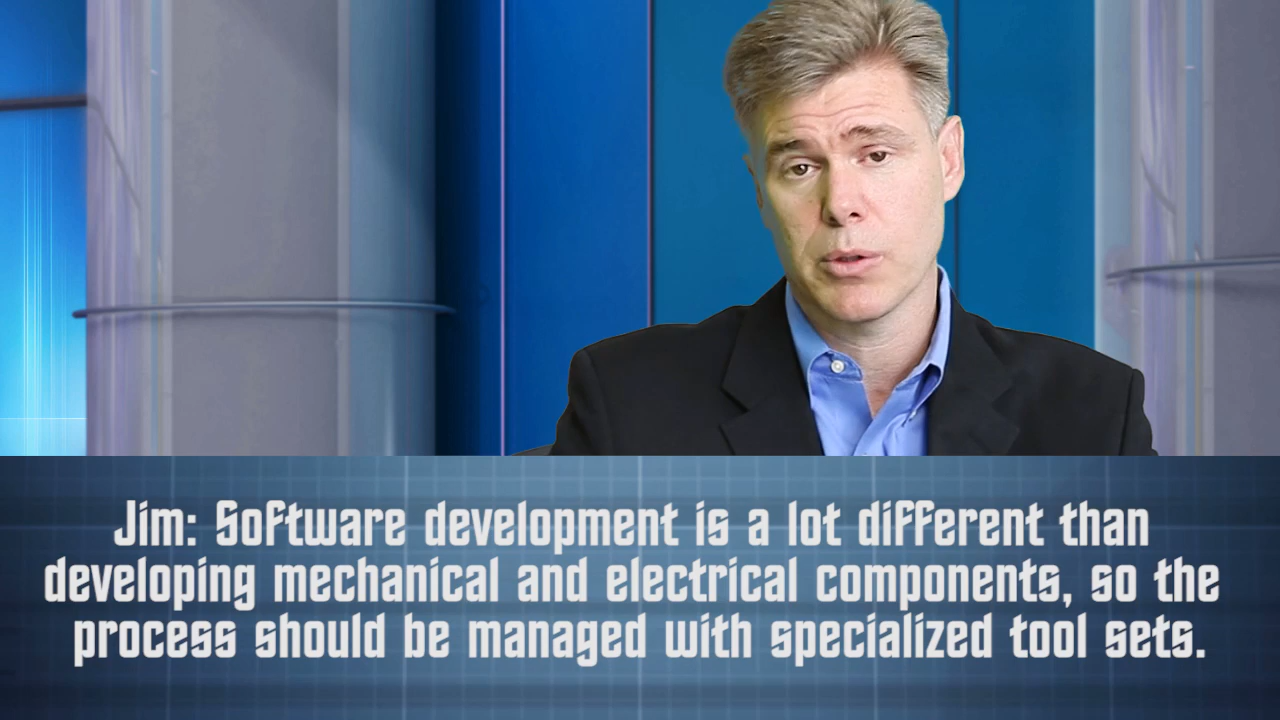 Jim: Software development is a lot different than
developing mechanical and electrical components, so the
process should be managed with specialized tool sets.